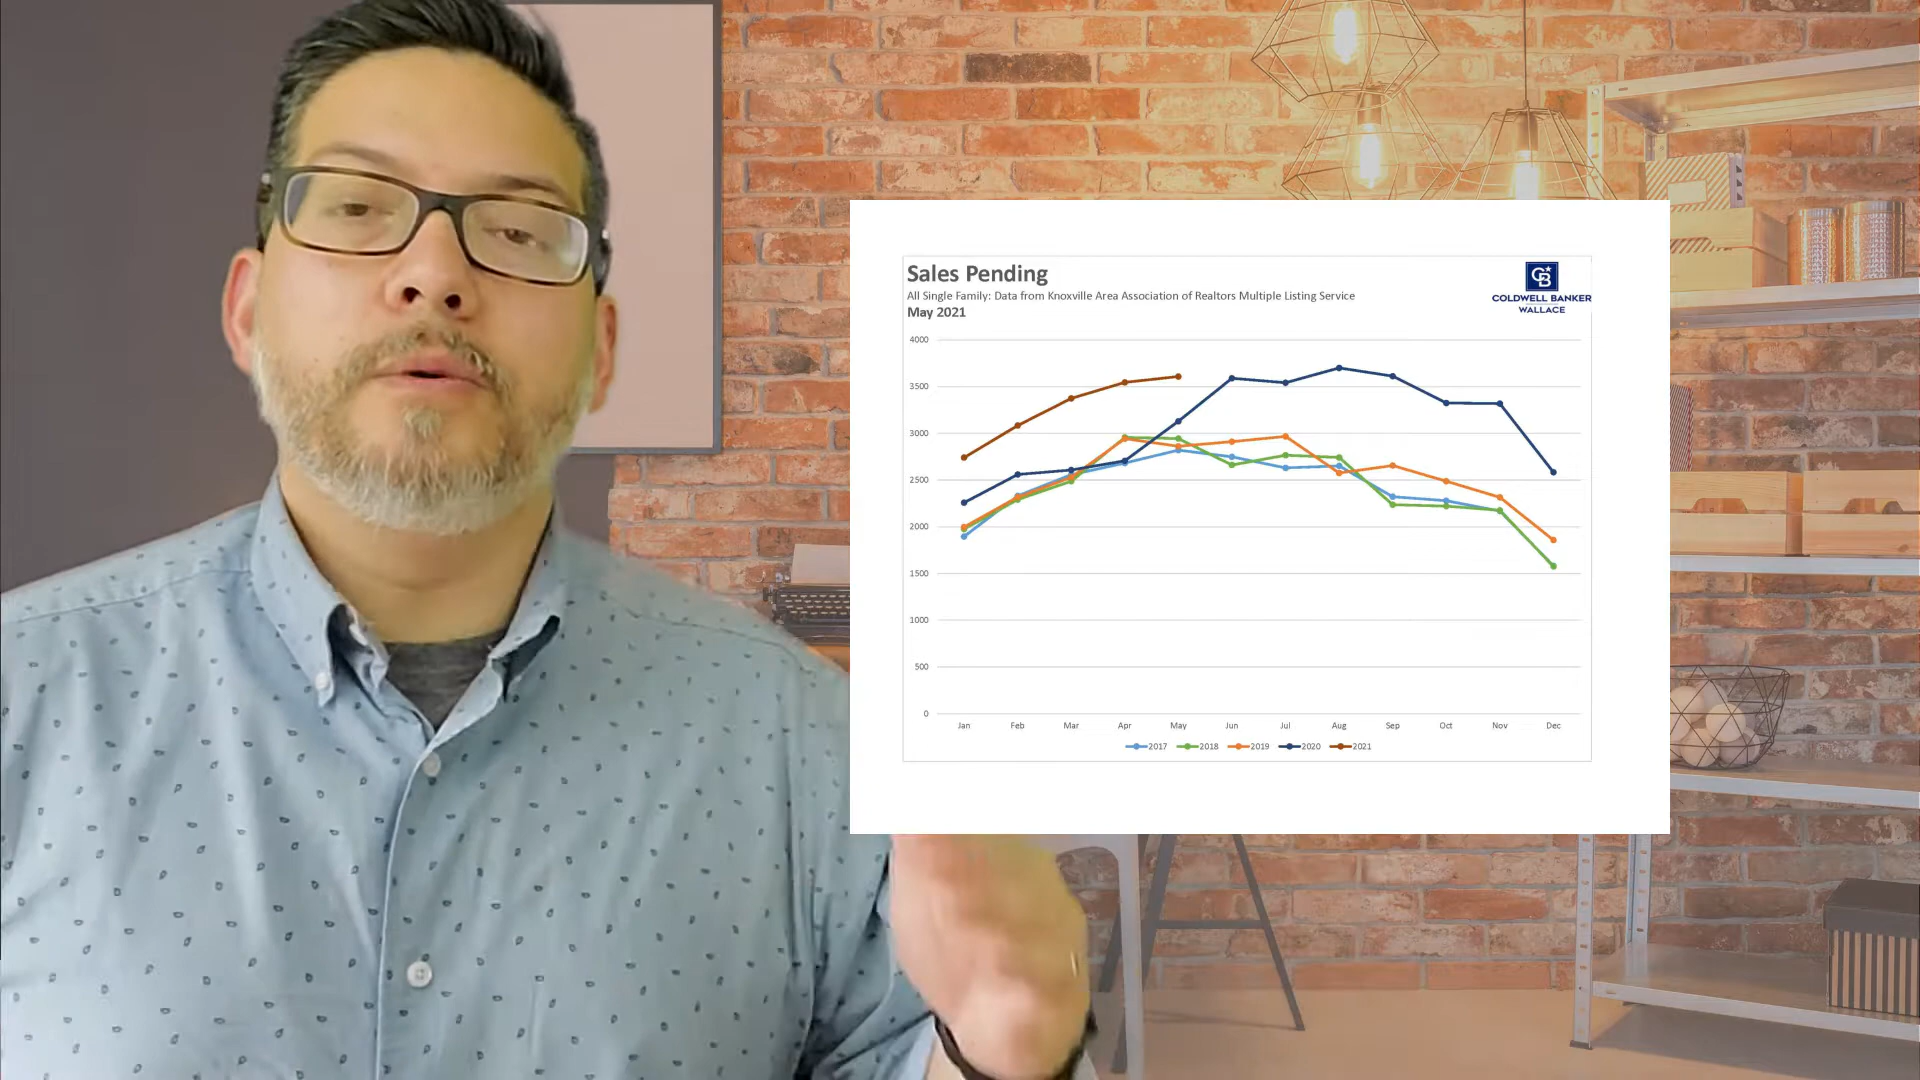 Sales Pending
All Single Family: Data from Knoxville Area Association of Realtors Multiple Listing Service
May 2021
CB
COLDWELL BANKER
WALLACE
4000
3500
3000
2500
2000
1500
1000
500
0
Jan Feb Mar Apr May Jun Jul Aug Sep Oct Nov Dec
2017 2018 2019 2020 2021